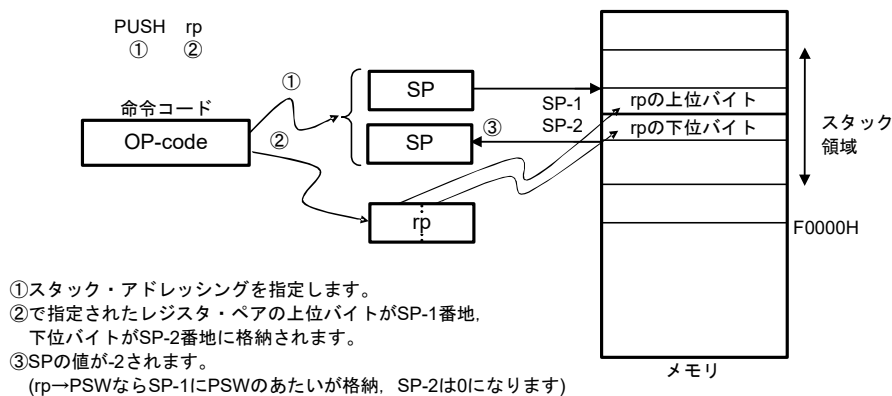 PUSH rp
① ②
命令コード
OP-code
①
②
SP
SP
③
rp
SP-1
SP-2
rpの上位バイト
rpの下位バイト
スタック
領域
F0000H
メモリ
①スタック・アドレッシングを指定します。
②で指定されたレジスタ・ペアの上位バイトがSP-1番地,
下位バイトがSP-2番地に格納されます。
③SPの値が-2されます。
(rp→PSWならSP-1にPSWのあたいが格納, SP-2は0になります)